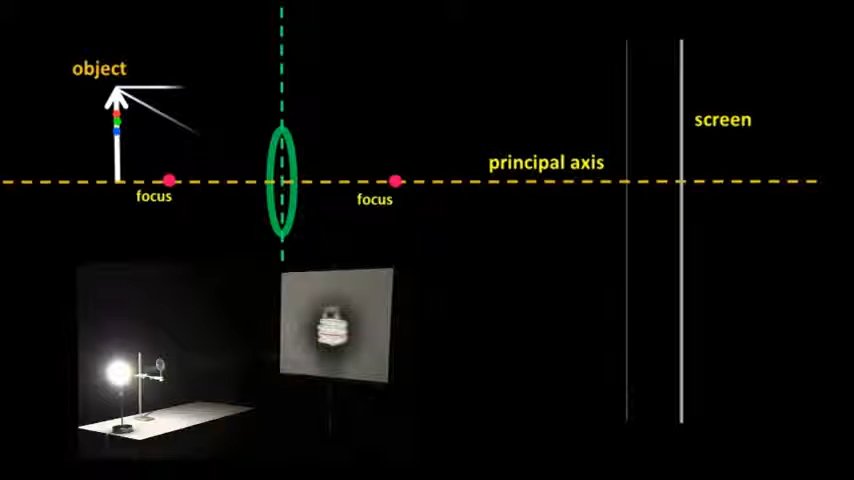 object
screen
principal axis
focus
focus